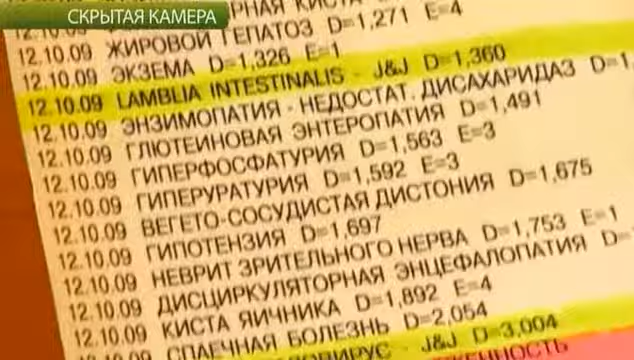 СКРЫТАЯ КАМЕРА
КИСТА D=1,271 E=4
12.10.09 ЖИРОВОЙ ГЕПАТОЗ
12.10.09 ЭКЗЕМА D=1,326 E=1
12.10.09 LAMBLIA INTESTINALIS - J&J D=1,360
12.10.09 ЭНЗИМОПАТИЯ - НЕДОСТАТ. ДИСАХАРИДАЗ D=1,
12.10.09 ГЛЮТЕИНОВАЯ ЭНТЕРОПАТИЯ D=1,491
12.10.09 ГИПЕРФОСФАТУРИЯ D=1,563 E=3
12.10.09 ГИПЕРУРАТУРИЯ D=1,592 E=3
12.10.09 ВЕГЕТО-СОСУДИСТАЯ ДИСТОНИЯ D=1,675
12.10.09 ГИПОТЕНЗИЯ D=1,697
12.10.09 НЕВРИТ ЗРИТЕЛЬНОГО НЕРВА D=1,753 E=1
12.10.09 ДИСЦИРКУЛЯТОРНАЯ ЭНЦЕФАЛОПАТИЯ D=
12.10.09 КИСТА ЯИЧНИКА D=1,892 E=4
12.10.09 СПАЕЧНАЯ БОЛЕЗНЬ D=2,054
J&J D=3,004